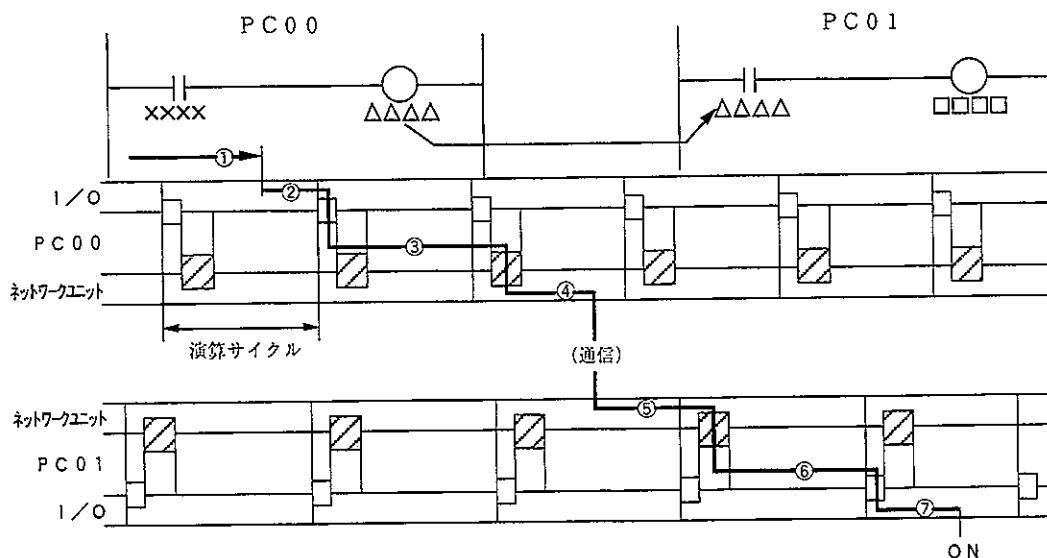 PC00
PC01
××××
△△△△
△△△△
□□□□
①
I/O
②
PC00
③
ネットワークユニット
④
演算サイクル
(通信)
ネットワークユニット
⑤
PC01
⑥
I/O
⑦
ON